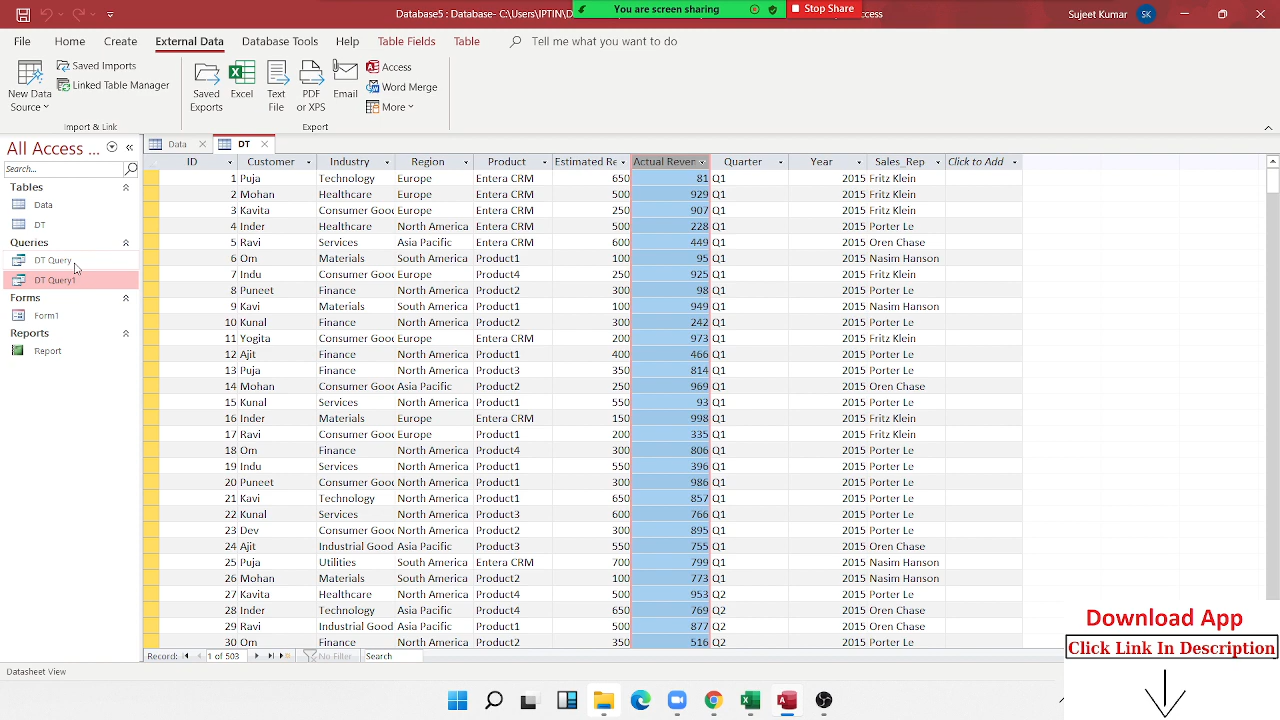 Database5 : Database- C:\Users\IPTIN
You are screen sharing
Stop Share
cess
Sujeet Kumar
SK
File Home Create External Data Database Tools Help Table Fields Table Tell me what you want to do
New Data Source
Saved Imports
Linked Table Manager
Import & Link
Saved Exports
Excel
Text File
PDF or XPS
Email
Access
Word Merge
More
Export
All Access ...
Search...
Tables
Data
DT
Queries
DT Query
DT Query1
Forms
Form1
Reports
Report
Data
DT
ID Customer Industry Region Product Estimated Re Actual Rever Quarter Year Sales_Rep Click to Add
1 Puja Technology Europe Entera CRM 650 81 Q1 2015 Fritz Klein
2 Mohan Healthcare Europe Entera CRM 500 929 Q1 2015 Fritz Klein
3 Kavita Consumer Goo Europe Entera CRM 250 907 Q1 2015 Fritz Klein
4 Inder Healthcare North America Entera CRM 500 228 Q1 2015 Porter Le
5 Ravi Services Asia Pacific Entera CRM 600 449 Q1 2015 Oren Chase
6 Om Materials South America Product1 100 95 Q1 2015 Nasim Hanson
7 Indu Consumer Goo Europe Product4 250 925 Q1 2015 Fritz Klein
8 Puneet Finance North America Product2 300 98 Q1 2015 Porter Le
9 Kavi Materials South America Product1 100 949 Q1 2015 Nasim Hanson
10 Kunal Finance North America Product2 300 242 Q1 2015 Porter Le
11 Yogita Consumer Goo Europe Entera CRM 200 973 Q1 2015 Fritz Klein
12 Ajit Finance North America Product1 400 466 Q1 2015 Porter Le
13 Puja Finance North America Product3 350 814 Q1 2015 Porter Le
14 Mohan Consumer Goo Asia Pacific Product2 100 969 Q1 2015 Oren Chase
15 Kunal Services North America Product1 550 93 Q1 2015 Porter Le
16 Inder Materials Europe Entera CRM 150 998 Q1 2015 Fritz Klein
17 Ravi Consumer Goo Europe Product1 200 335 Q1 2015 Fritz Klein
18 Om Finance North America Product4 300 806 Q1 2015 Porter Le
19 Indu Services North America Product1 550 396 Q1 2015 Porter Le
20 Puneet Consumer Goo North America Product1 300 986 Q1 2015 Porter Le
21 Kavi Technology North America Product1 650 857 Q1 2015 Porter Le
22 Kunal Services North America Product3 600 766 Q1 2015 Porter Le
23 Dev Consumer Goo North America Product2 300 895 Q1 2015 Porter Le
24 Ajit Industrial Good Asia Pacific Product3 550 755 Q1 2015 Oren Chase
25 Puja Utilities South America Entera CRM 700 799 Q1 2015 Nasim Hanson
26 Mohan Materials South America Product2 100 773 Q1 2015 Nasim Hanson
27 Kavita Healthcare North America Product4 500 953 Q2 2015 Porter Le
28 Inder Technology Asia Pacific Product4 650 769 Q2 2015 Oren Chase
29 Ravi Industrial Good Asia Pacific Product1 500 877 Q2 2015 Oren Chase
30 Om Finance North America Product2 350 516 Q2 2015 Porter Le
Record: 1 of 503 No Filter Search
Datasheet View
Download App
Click Link In Description